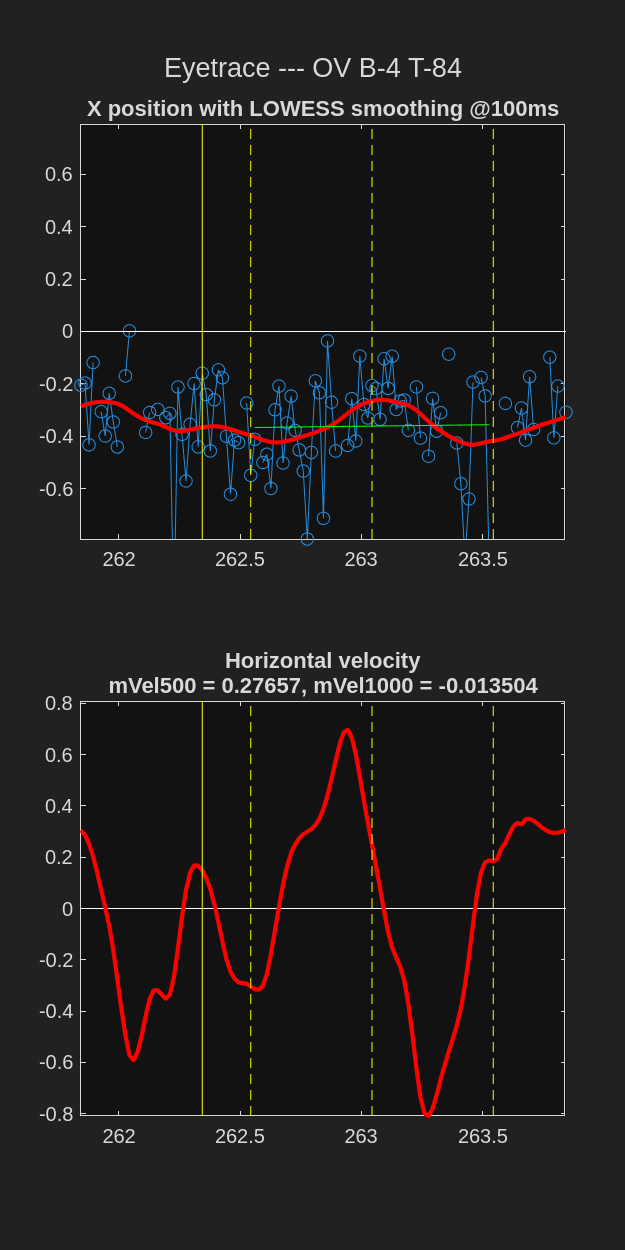 Eyetrace --- OV B-4 T-84
X position with LOWESS smoothing @100ms
0.6
0.4
0.2
0
-0.2
-0.4
-0.6
262 262.5 263 263.5
Horizontal velocity
mVel500 = 0.27657, mVel1000 = -0.013504
0.8
0.6
0.4
0.2
0
-0.2
-0.4
-0.6
-0.8
262 262.5 263 263.5